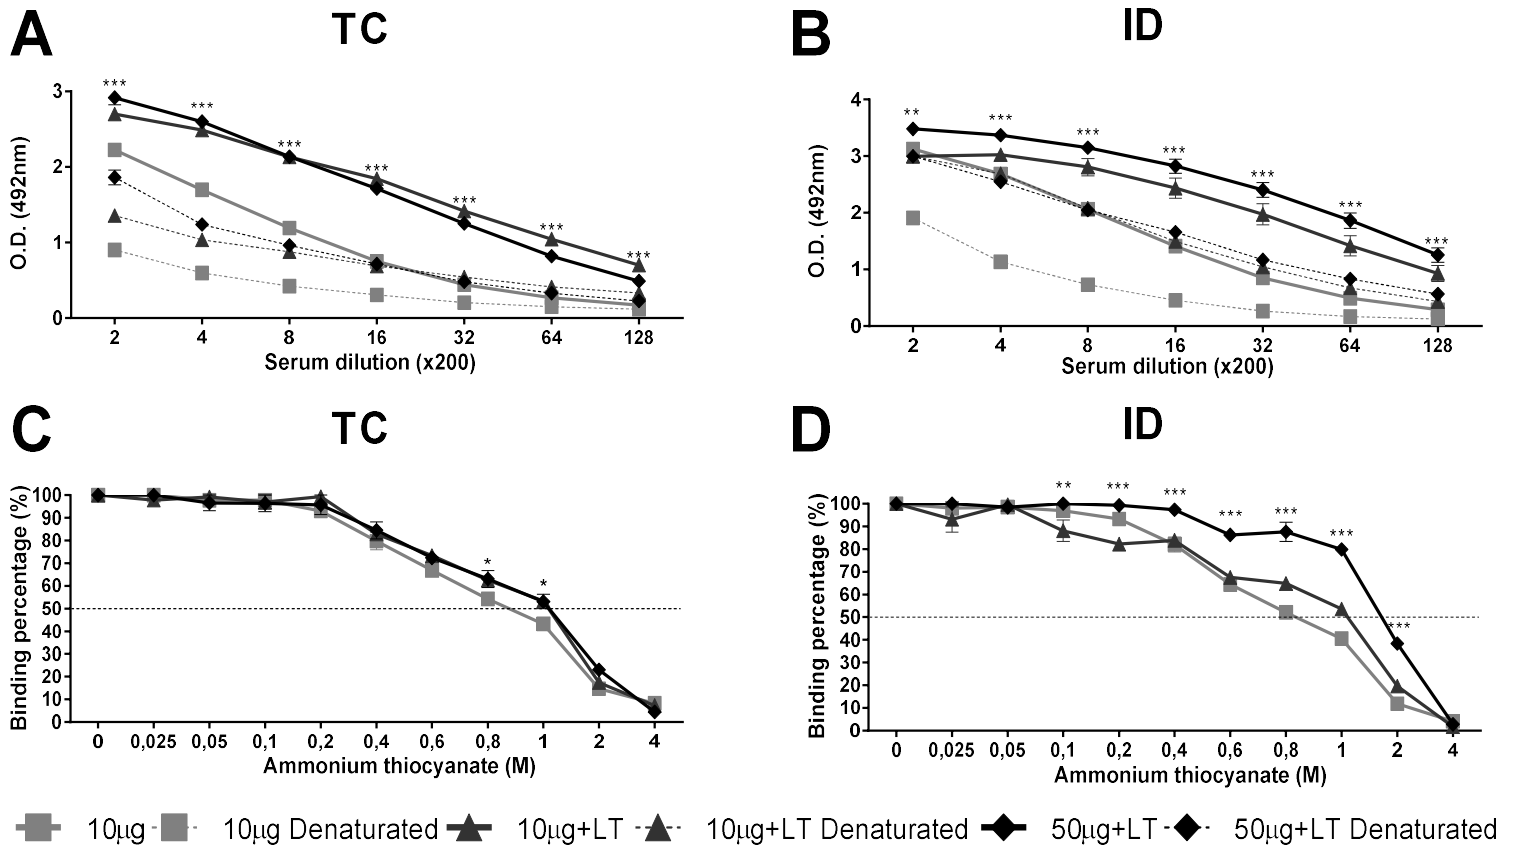 A
TC
O.D. (492nm)
3
2
1
0
***
***
***
***
***
***
***
2 4 8 16 32 64 128
Serum dilution (x200)
B
ID
O.D. (492nm)
4
3
2
1
0
**
***
***
***
***
***
***
2 4 8 16 32 64 128
Serum dilution (x200)
C
TC
Binding percentage (%)
100
90
80
70
60
50
40
30
20
10
0
*
*
0 0,025 0,05 0,1 0,2 0,4 0,6 0,8 1 2 4
Ammonium thiocyanate (M)
D
ID
Binding percentage (%)
100
90
80
70
60
50
40
30
20
10
0
**
***
***
***
***
***
***
0 0,025 0,05 0,1 0,2 0,4 0,6 0,8 1 2 4
Ammonium thiocyanate (M)
10μg 10μg Denaturated 10μg+LT 10μg+LT Denaturated 50μg+LT 50μg+LT Denaturated